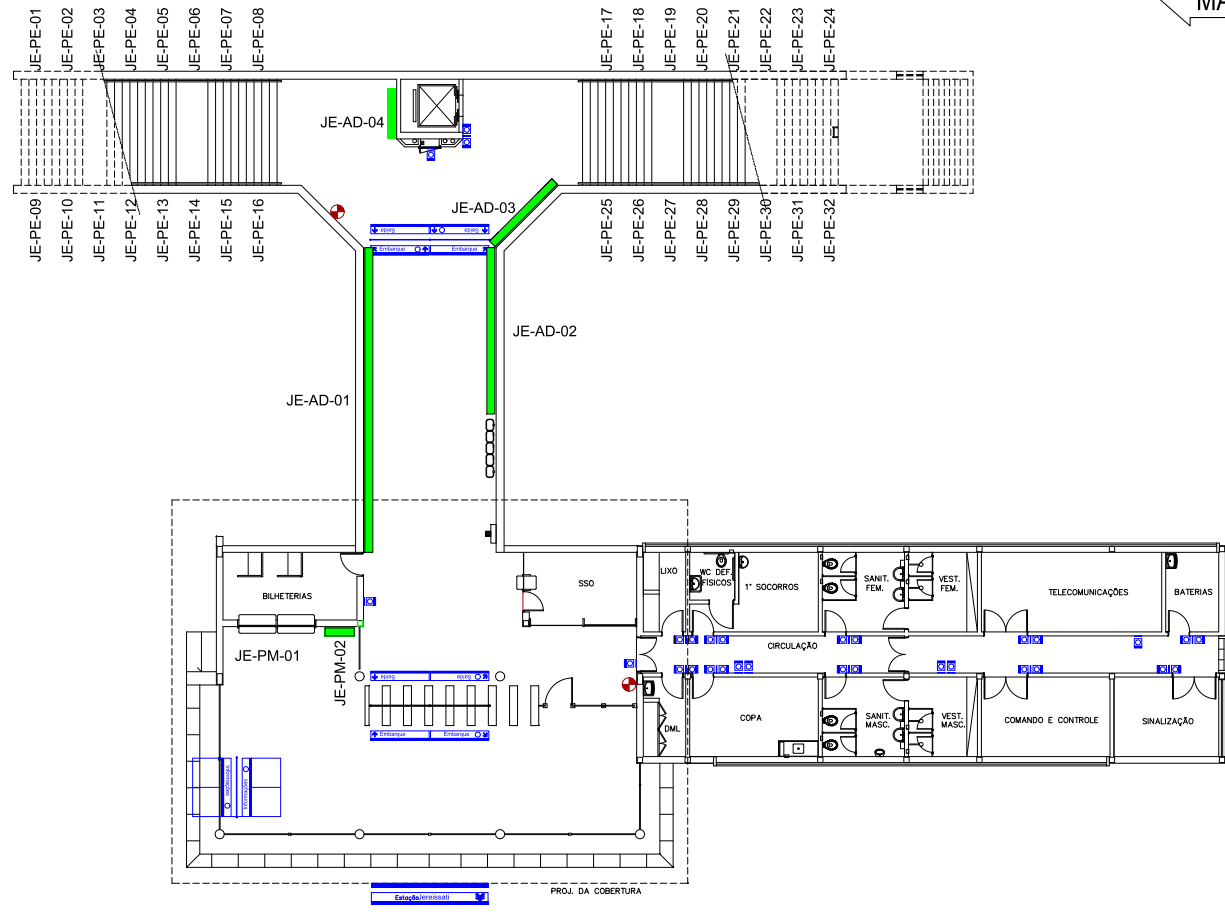 MA
JE-PE-01
JE-PE-02
JE-PE-03
JE-PE-04
JE-PE-05
JE-PE-06
JE-PE-07
JE-PE-08
JE-PE-17
JE-PE-18
JE-PE-19
JE-PE-20
JE-PE-21
JE-PE-22
JE-PE-23
JE-PE-24
JE-AD-04
JE-AD-03
JE-PE-09
JE-PE-10
JE-PE-11
JE-PE-12
JE-PE-13
JE-PE-14
JE-PE-15
JE-PE-16
JE-PE-25
JE-PE-26
JE-PE-27
JE-PE-28
JE-PE-29
JE-PE-30
JE-PE-31
JE-PE-32
Saída
Saída
Embarque
Embarque
JE-AD-02
JE-AD-01
BILHETERIAS
SSO
LIXO
WC DEF.
FÍSICOS
1º SOCORROS
SANIT.
FEM.
VEST.
FEM.
TELECOMUNICAÇÕES
BATERIAS
JE-PM-01
JE-PM-02
CIRCULAÇÃO
Saída
Saída
Embarque
Embarque
DML
COPA
SANIT.
MASC.
VEST.
MASC.
COMANDO E CONTROLE
SINALIZAÇÃO
Informações
Informações
PROJ. DA COBERTURA
EstaçãoJereissati